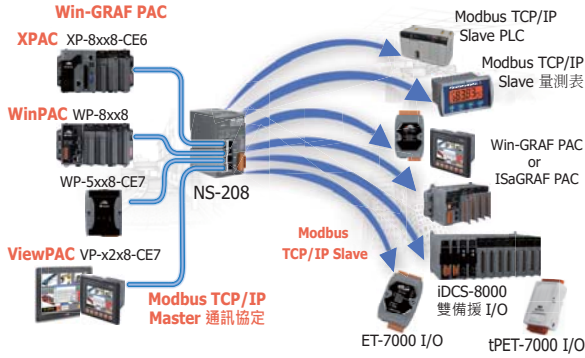 Win-GRAF PAC
XPAC XP-8xx8-CE6
WinPAC WP-8xx8
WP-5xx8-CE7
ViewPAC VP-x2x8-CE7
Modbus TCP/IP
Master 通訊協定
NS-208
Modbus TCP/IP
Slave PLC
Modbus TCP/IP
Slave 量測表
Win-GRAF PAC
or
ISaGRAF PAC
Modbus
TCP/IP Slave
iDCS-8000
雙備援 I/O
ET-7000 I/O
tPET-7000 I/O